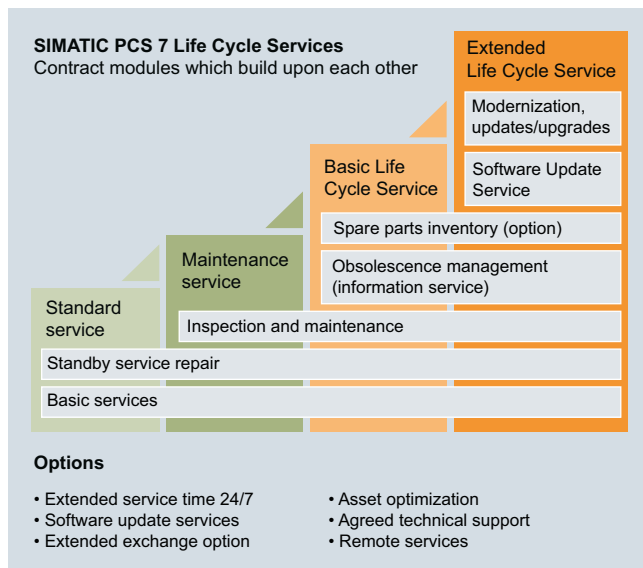 SIMATIC PCS 7 Life Cycle Services
Contract modules which build upon each other
Extended
Life Cycle Service
Modernization,
updates/upgrades
Software Update
Service
Basic Life
Cycle Service
Spare parts inventory (option)
Obsolescence management
(information service)
Maintenance
service
Inspection and maintenance
Standard
service
Standby service repair
Basic services
Options
• Extended service time 24/7
• Software update services
• Extended exchange option
• Asset optimization
• Agreed technical support
• Remote services